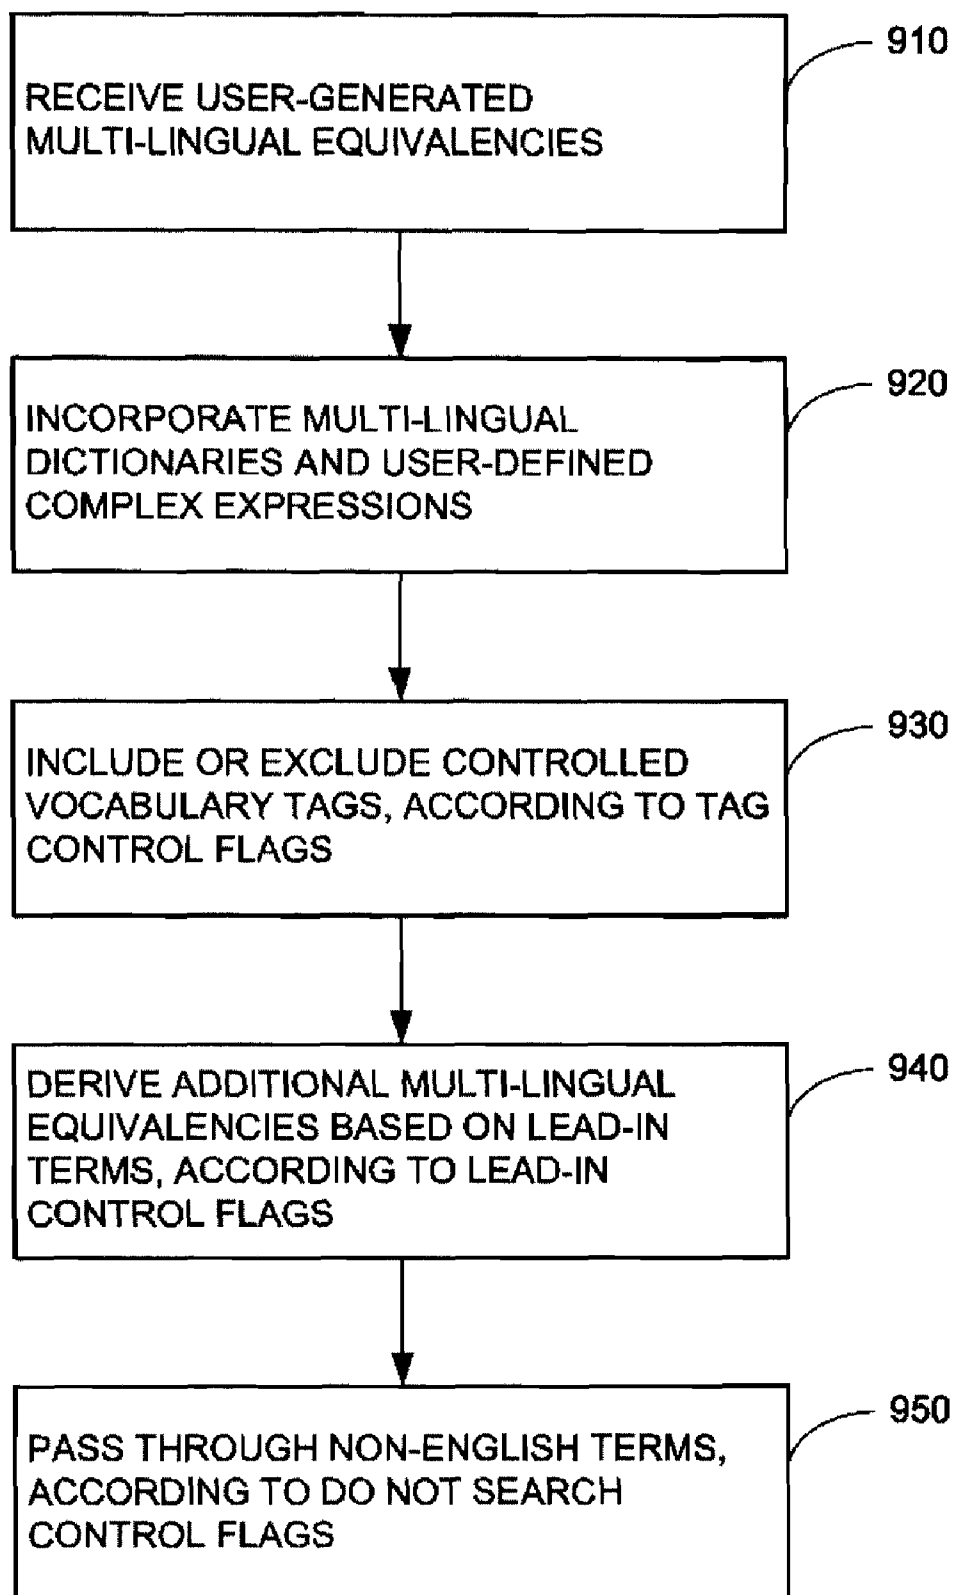 910
RECEIVE USER-GENERATED
MULTI-LINGUAL EQUIVALENCIES
920
INCORPORATE MULTI-LINGUAL
DICTIONARIES AND USER-DEFINED
COMPLEX EXPRESSIONS
930
INCLUDE OR EXCLUDE CONTROLLED
VOCABULARY TAGS, ACCORDING TO TAG
CONTROL FLAGS
940
DERIVE ADDITIONAL MULTI-LINGUAL
EQUIVALENCIES BASED ON LEAD-IN
TERMS, ACCORDING TO LEAD-IN
CONTROL FLAGS
950
PASS THROUGH NON-ENGLISH TERMS,
ACCORDING TO DO NOT SEARCH
CONTROL FLAGS